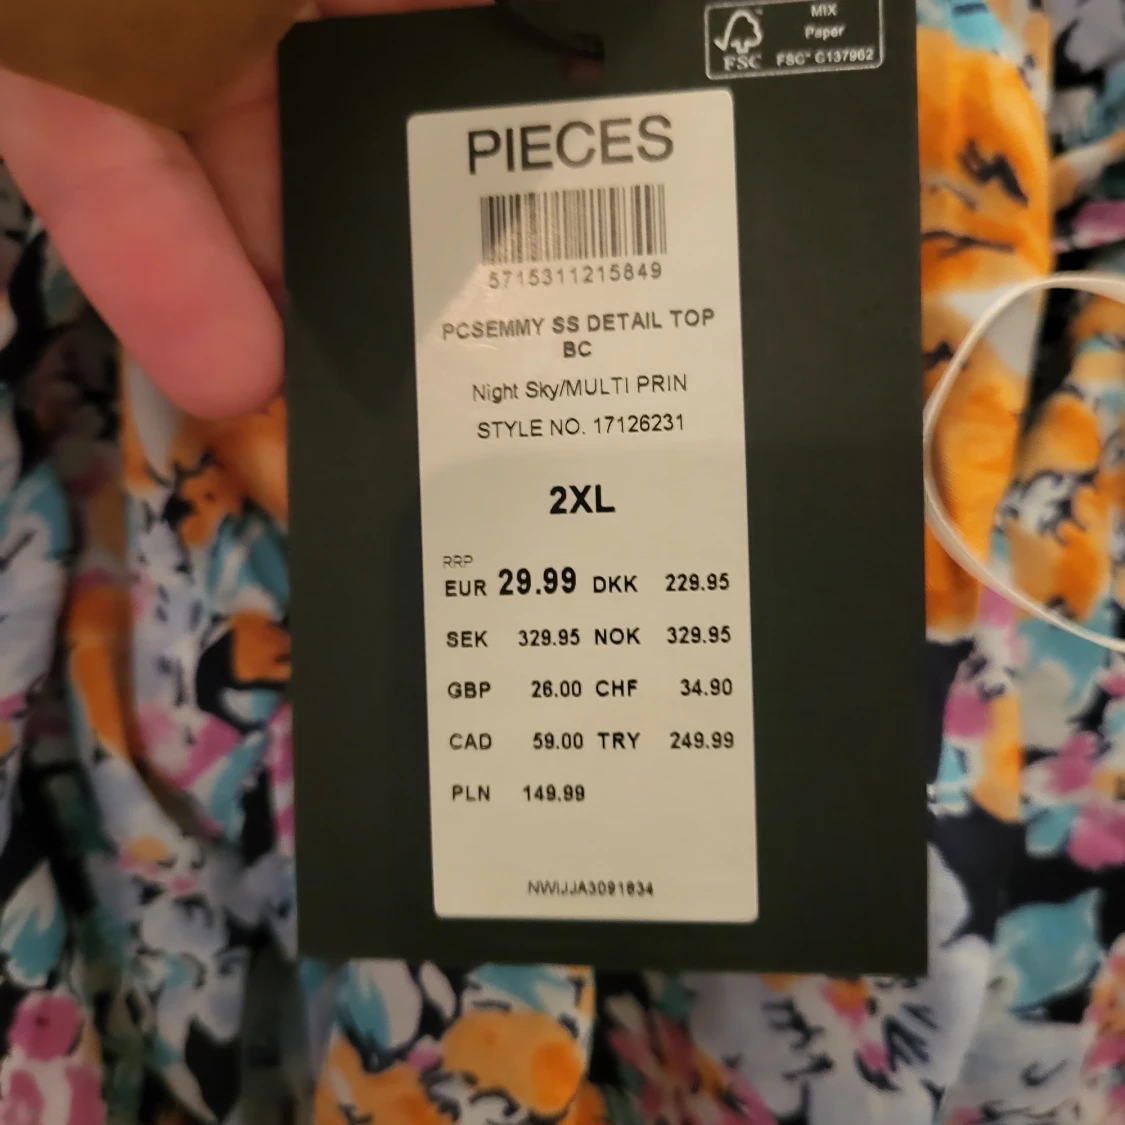 MIX
Paper
FSC™ C137962
FSC
PIECES
5715311215849
PCSEMMY SS DETAIL TOP
BC
Night Sky/MULTI PRIN
STYLE NO. 17126231
2XL
RRP
EUR 29.99 DKK 229.95
SEK 329.95 NOK 329.95
GBP 26.00 CHF 34.90
CAD 59.00 TRY 249.99
PLN 149.99
NWIJJA3091834